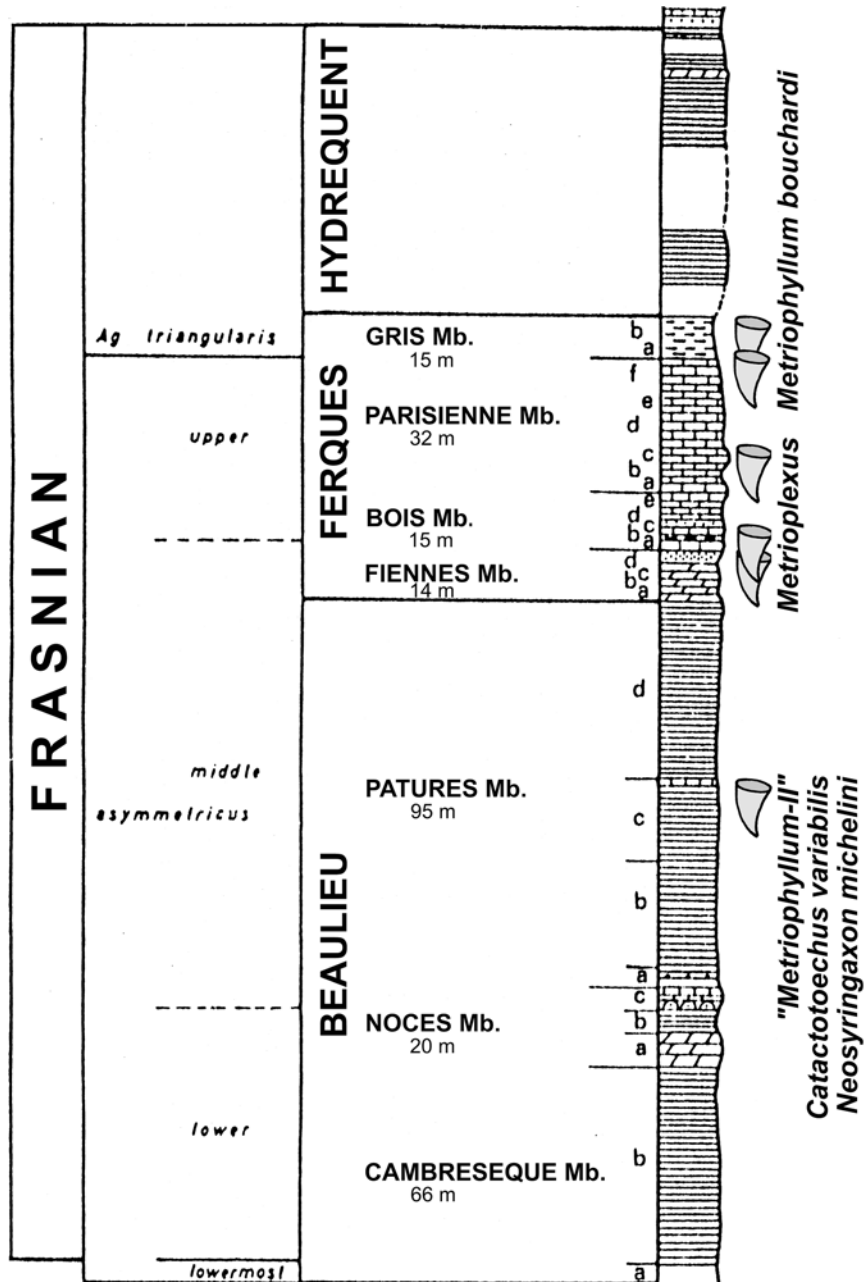 FRASNIAN
Ag triangularis
upper
middle
asymmetricus
lower
lowermost
HYDREQUENT
FERQUES
BEAULIEU
GRIS Mb.
15 m
PARISIENNE Mb.
32 m
BOIS Mb.
15 m
FIENNES Mb.
14 m
PATURES Mb.
95 m
NOCES Mb.
20 m
CAMBRESEQUE Mb.
66 m
b
a
f
e
d
c
b
a
e
d
c
b
a
d
c
b
a
d
c
b
a
c
b
a
b
a
Metriophyllum bouchardi
Metrioplexus
"Metriophyllum-II"
Catactotoechus variabilis
Neosyringaxon michelini